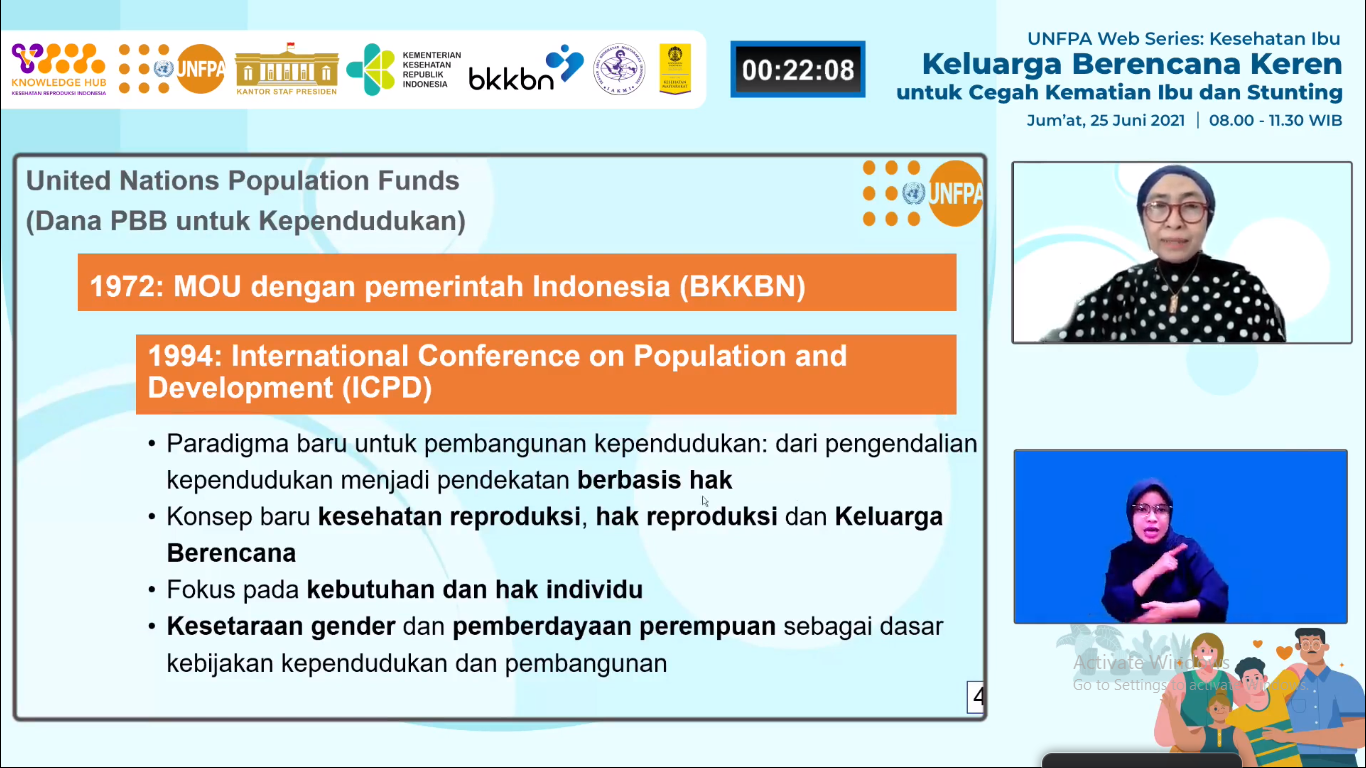 KNOWLEDGE HUB
KESEHATAN REPRODUKSI INDONESIA
UNFPA
KANTOR STAF PRESIDEN
KEMENTERIAN
KESEHATAN
REPUBLIK
INDONESIA
bkkbn
KESEHATAN
MASYARAKAT
00:22:08
UNFPA Web Series: Kesehatan Ibu
Keluarga Berencana Keren
untuk Cegah Kematian Ibu dan Stunting
Jum'at, 25 Juni 2021 | 08.00 - 11.30 WIB
United Nations Population Funds
(Dana PBB untuk Kependudukan)
UNFPA
1972: MOU dengan pemerintah Indonesia (BKKBN)
1994: International Conference on Population and
Development (ICPD)
• Paradigma baru untuk pembangunan kependudukan: dari pengendalian
kependudukan menjadi pendekatan berbasis hak
• Konsep baru kesehatan reproduksi, hak reproduksi dan Keluarga
Berencana
• Fokus pada kebutuhan dan hak individu
• Kesetaraan gender dan pemberdayaan perempuan sebagai dasar
kebijakan kependudukan dan pembangunan
4
Activate Windows
Go to Settings to activate Windows.